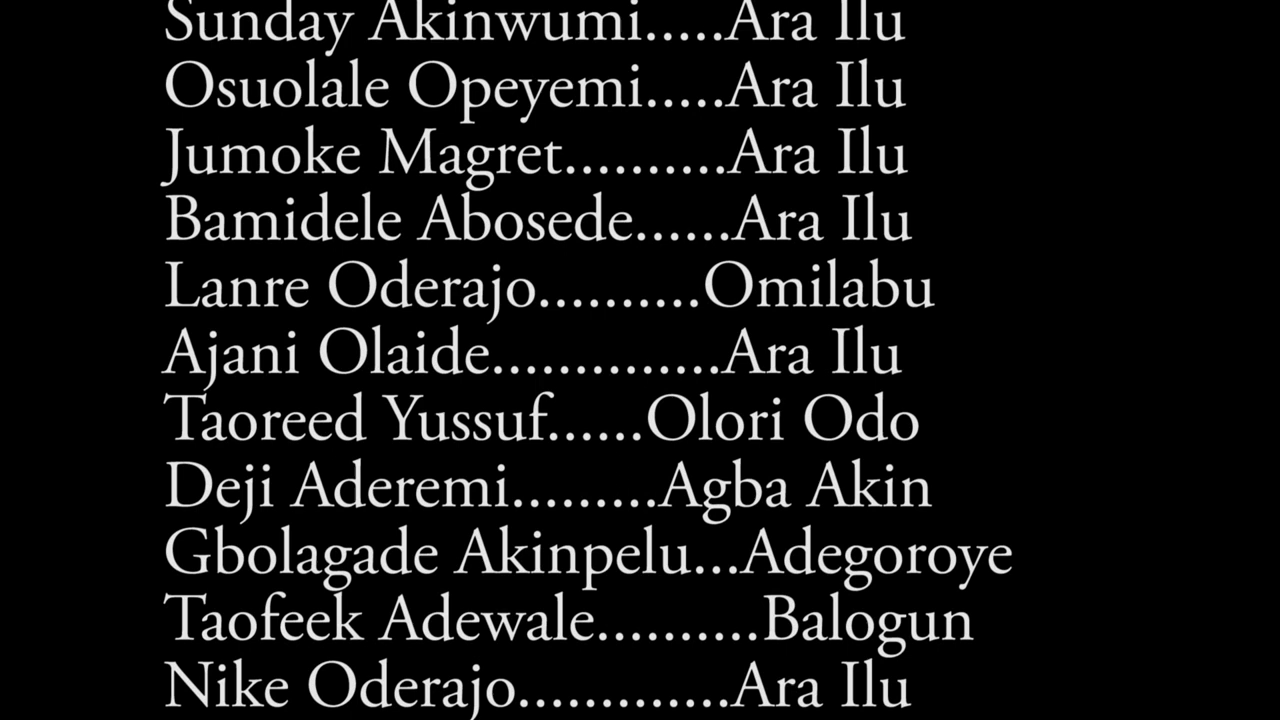 Sunday Akinwumi.....Ara Ilu
Osuolale Opeyemi.....Ara Ilu
Jumoke Magret..........Ara Ilu
Bamidele Abosede......Ara Ilu
Lanre Oderajo..........Omilabu
Ajani Olaide..............Ara Ilu
Taoreed Yussuf......Olori Odo
Deji Aderemi.........Agba Akin
Gbolagade Akinpelu...Adegoroye
Taofeek Adewale..........Balogun
Nike Oderajo.............Ara Ilu